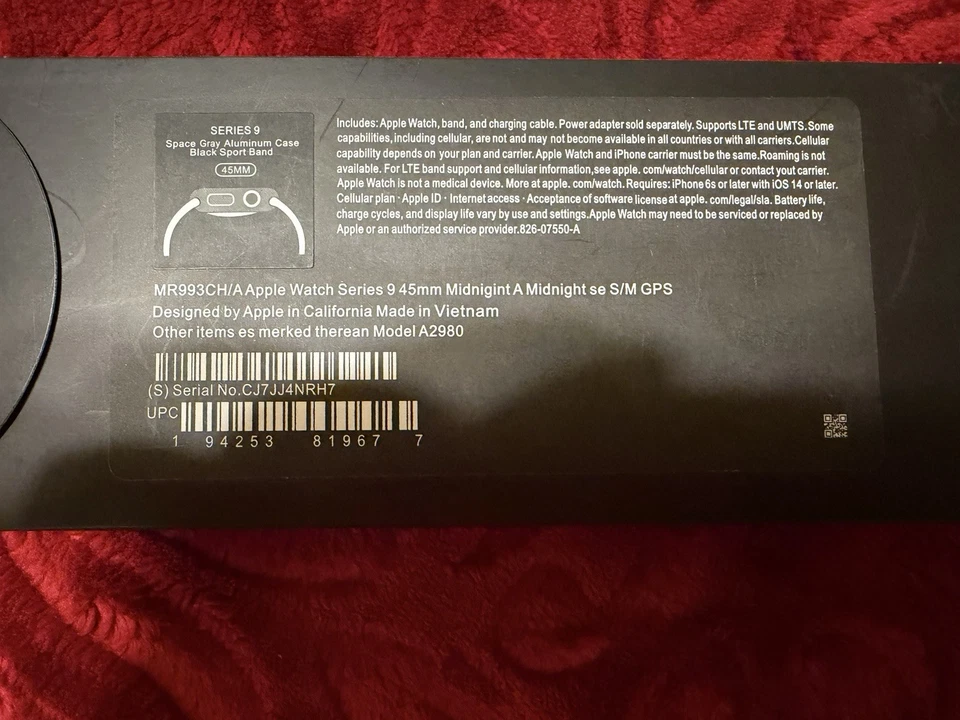 SERIES 9
Space Gray Aluminum Case
Black Sport Band
45MM
Includes: Apple Watch, band, and charging cable. Power adapter sold separately. Supports LTE and UMTS. Some
capabilities, including cellular, are not and may not become available in all countries or with all carriers.Cellular
capability depends on your plan and carrier. Apple Watch and iPhone carrier must be the same.Roaming is not
available. For LTE band support and cellular information,see apple. com/watch/cellular or contact yout carrier.
Apple Watch is not a medical device. More at apple. com/watch. Requires: iPhone 6s or later with iOS 14 or later.
Cellular plan · Apple ID · Internet access · Acceptance of software license at apple. com/legal/sla. Battery life,
charge cycles, and display life vary by use and settings.Apple Watch may need to be serviced or replaced by
Apple or an authorized service provider.826-07550-A
MR993CH/A Apple Watch Series 9 45mm Midnigint A Midnight se S/M GPS
Designed by Apple in California Made in Vietnam
Other items es merked therean Model A2980
(S) Serial No.CJ7JJ4NRH7
UPC
1 94253 81967 7